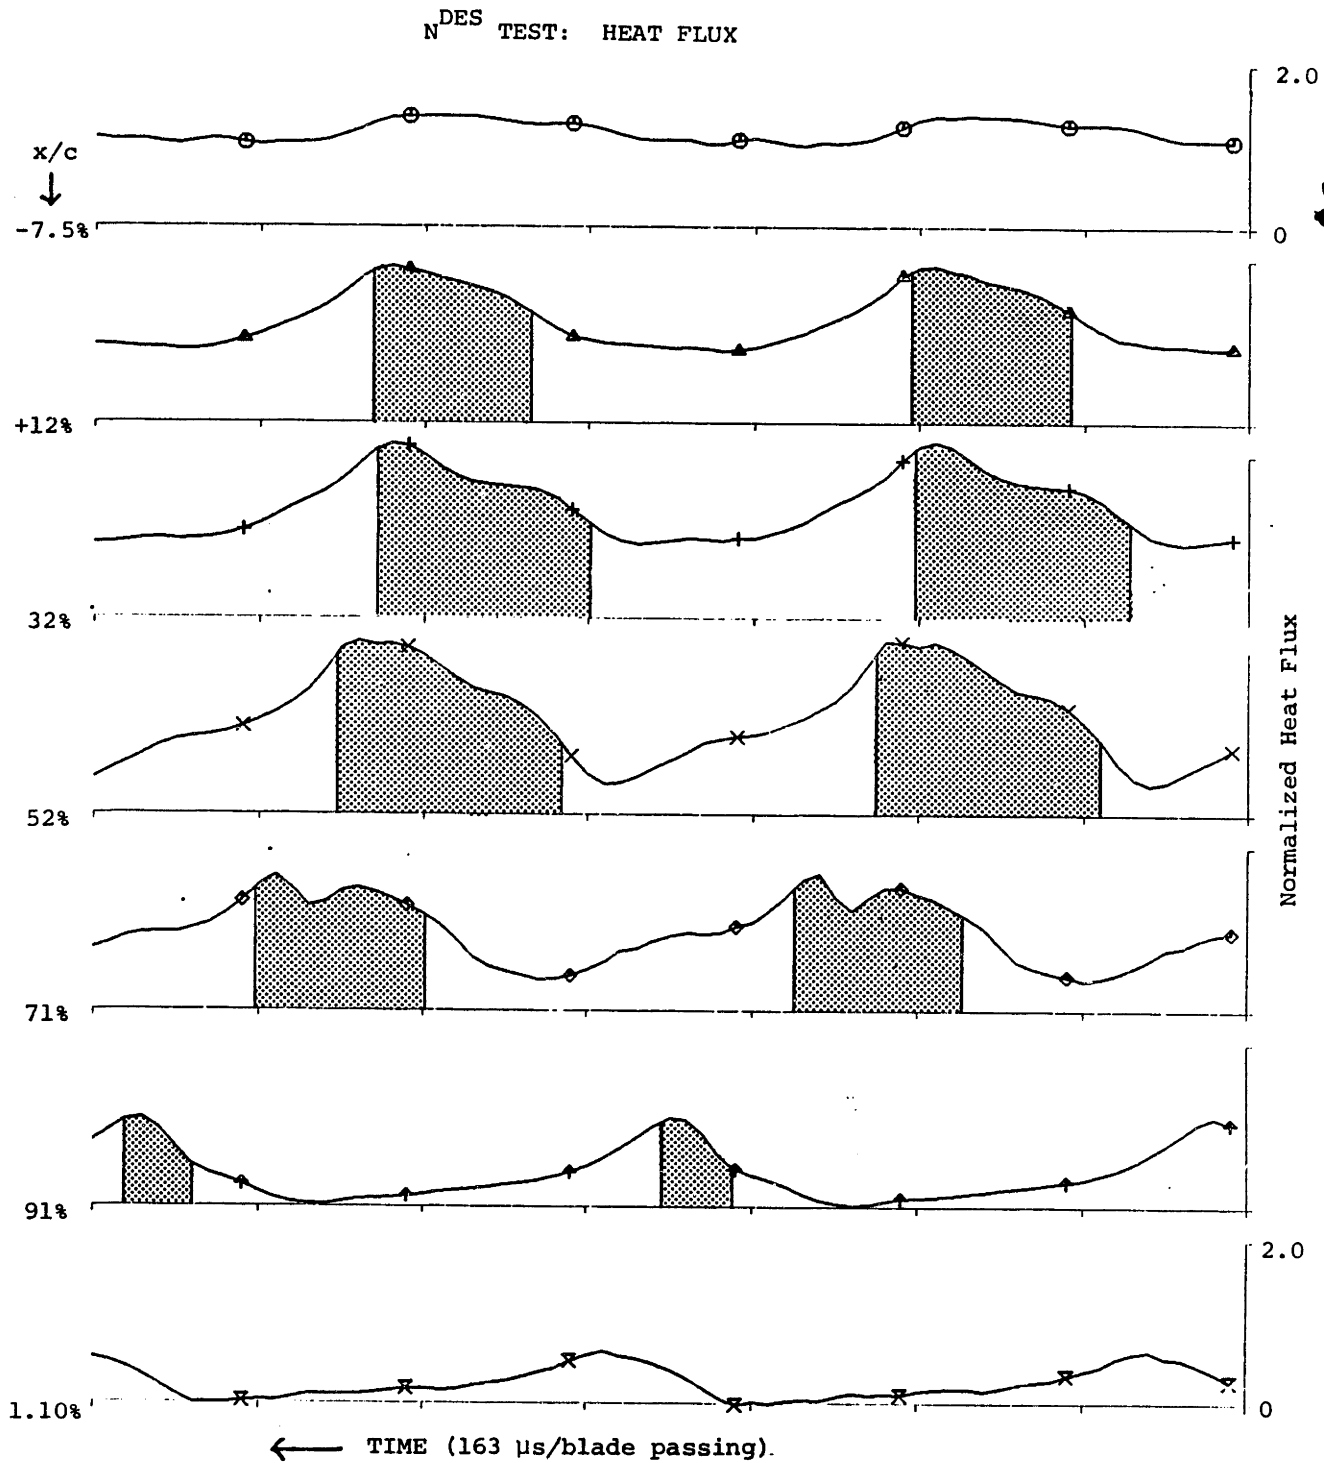 N^DES TEST: HEAT FLUX
2.0
x/c
-7.5%
0
+12%
32%
Normalized Heat Flux
52%
71%
91%
2.0
1.10%
0
TIME (163 µs/blade passing)